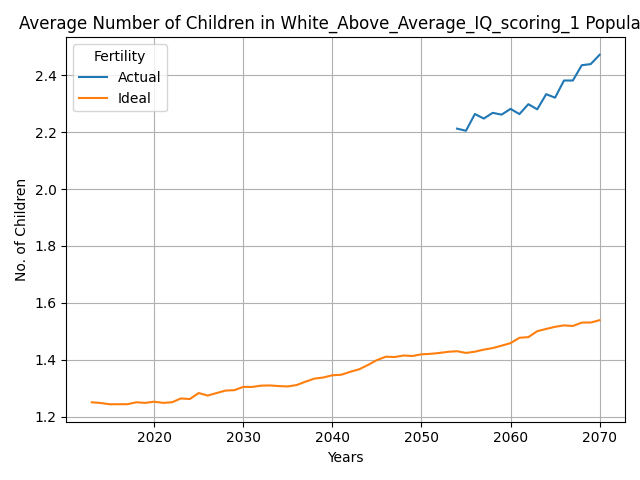 Average Number of Children in White_Above_Average_IQ_scoring_1 Popula
Fertility
Actual
Ideal
2.4
2.2
2.0
1.8
1.6
1.4
1.2
No. of Children
2020 2030 2040 2050 2060 2070
Years